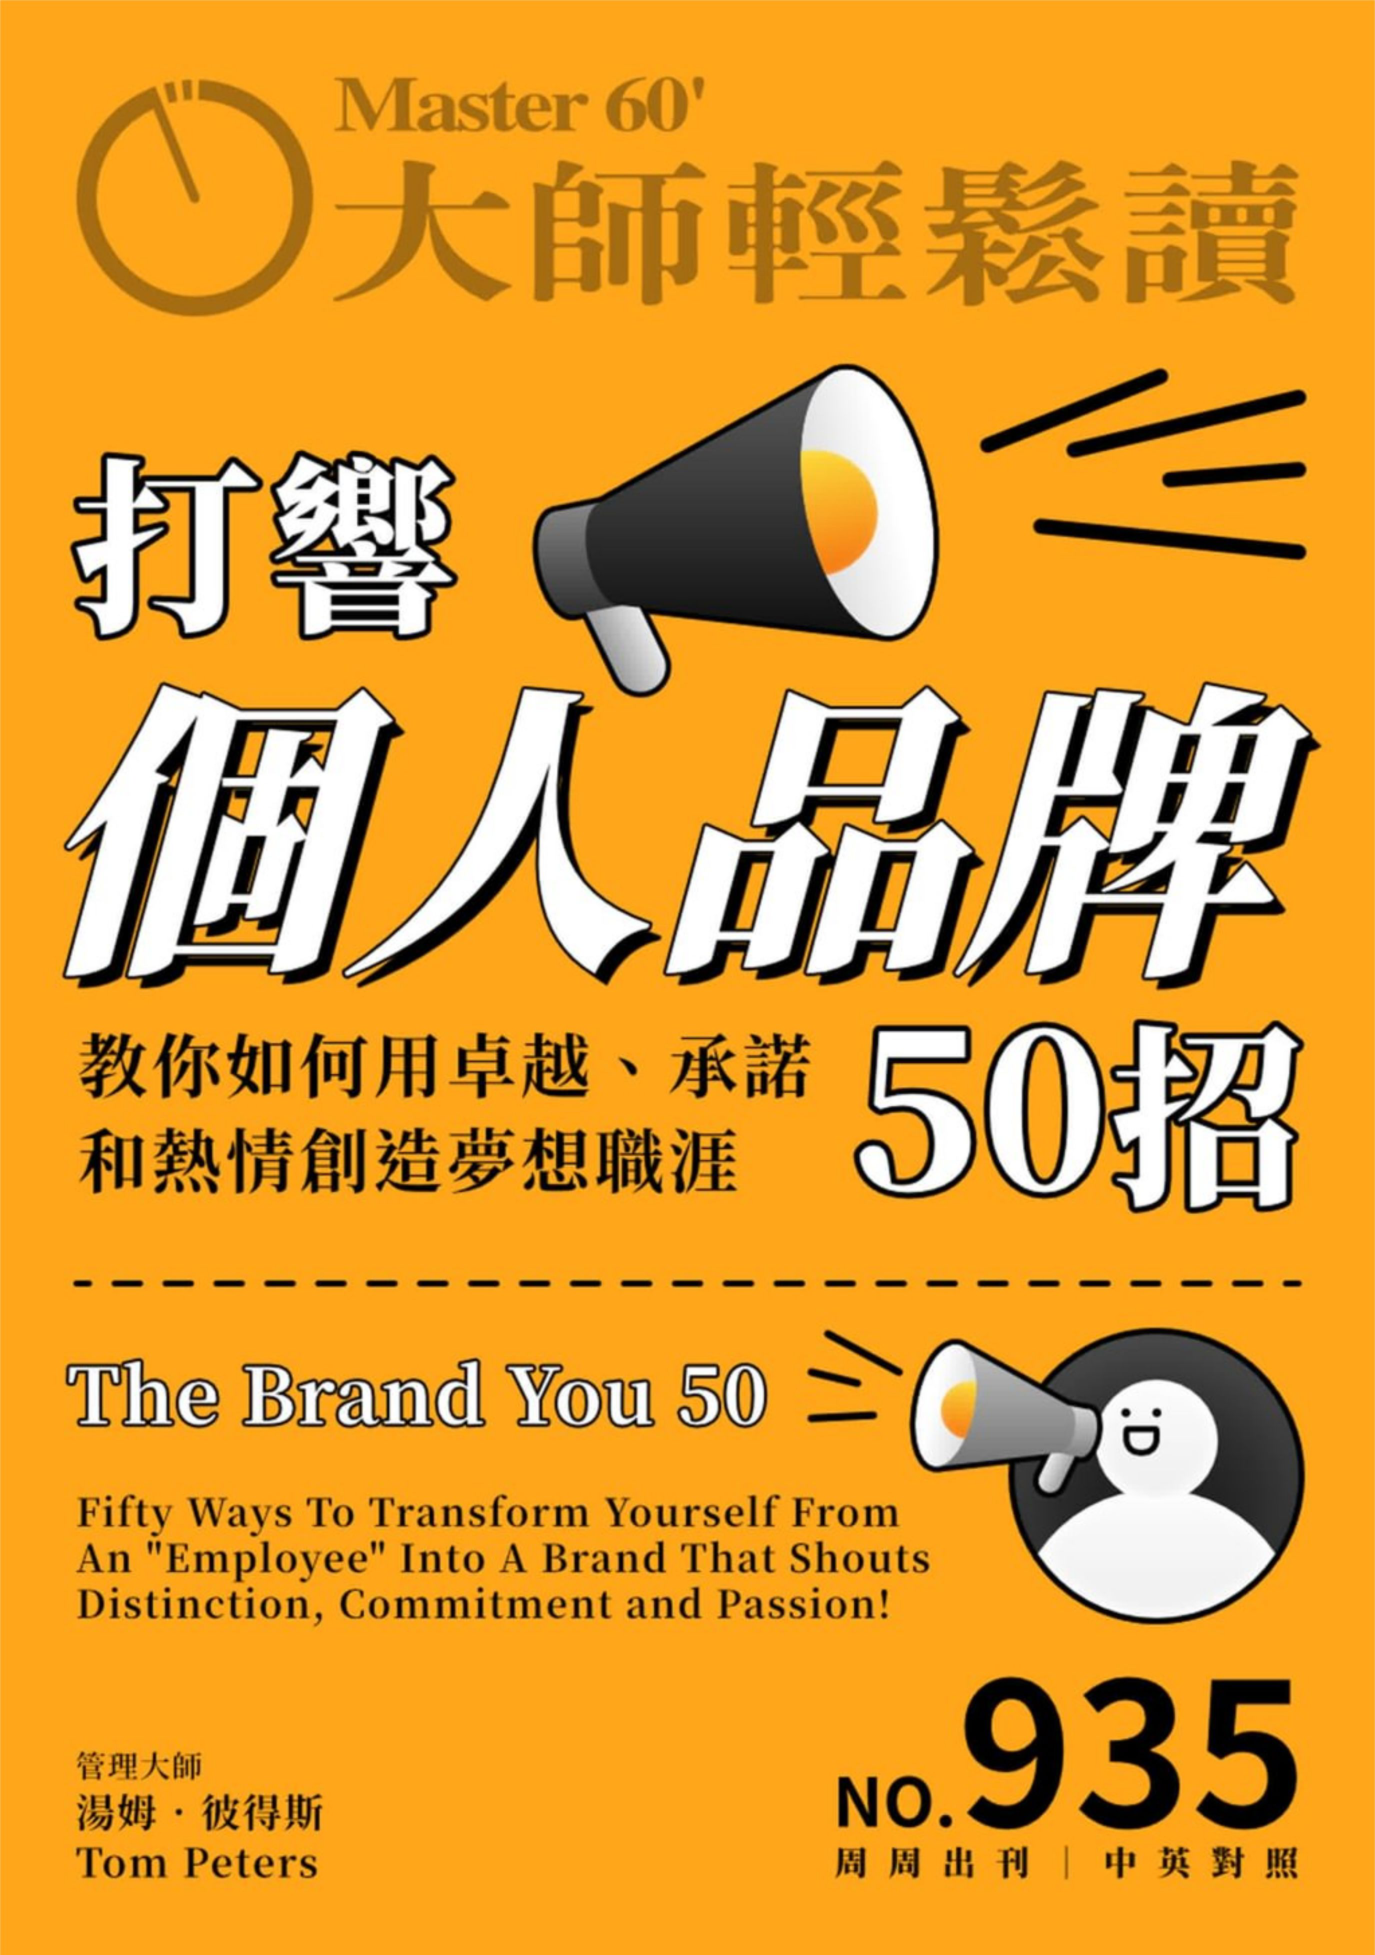 Master 60'
大師輕鬆讀
打響
個人品牌
教你如何用卓越、承諾
和熱情創造夢想職涯
50招
The Brand You 50
Fifty Ways To Transform Yourself From
An "Employee" Into A Brand That Shouts
Distinction, Commitment and Passion!
管理大師
湯姆·彼得斯
Tom Peters
NO.935
周周出刊｜中英對照